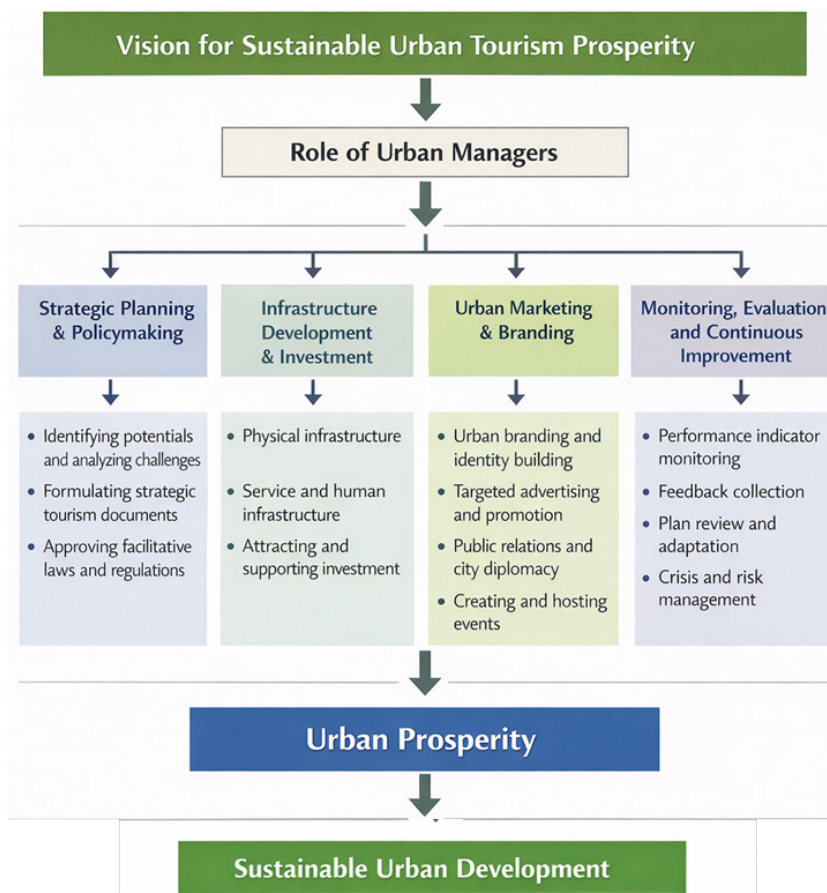 Vision for Sustainable Urban Tourism Prosperity
Role of Urban Managers
Strategic Planning
& Policymaking
Infrastructure
Development
& Investment
Urban Marketing
& Branding
Monitoring, Evaluation
and Continuous
Improvement
• Identifying potentials
and analyzing challenges
• Formulating strategic
tourism documents
• Approving facilitative
laws and regulations
• Physical infrastructure
• Service and human
infrastructure
• Attracting and
supporting investment
• Urban branding and
identity building
• Targeted advertising
and promotion
• Public relations and
city diplomacy
• Creating and hosting
events
• Performance indicator
monitoring
• Feedback collection
• Plan review and
adaptation
• Crisis and risk
management
Urban Prosperity
Sustainable Urban Development